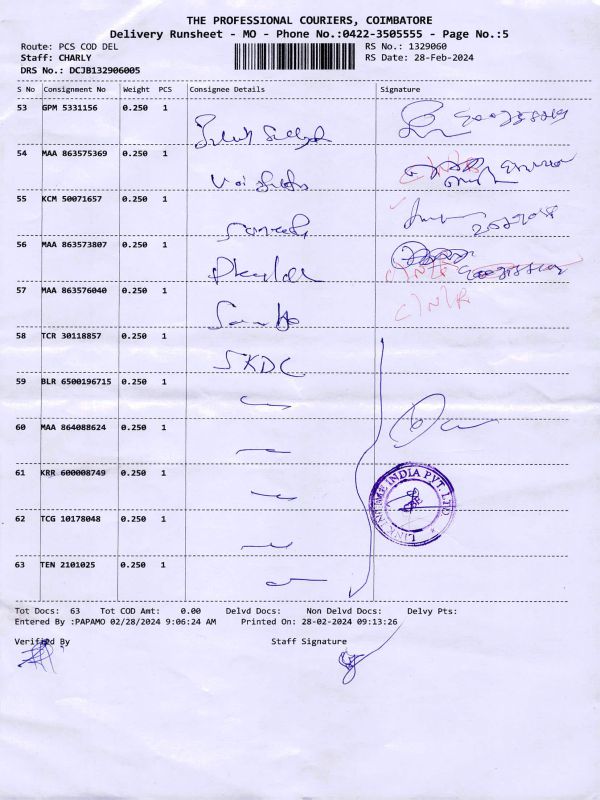 THE PROFESSIONAL COURIERS, COIMBATORE
Delivery Runsheet - MO - Phone No.:0422-3505555 - Page No.:5
Route: PCS COD DEL RS No.: 1329060
Staff: CHARLY RS Date: 28-Feb-2024
DRS No.: DCJB132906005
S No Consignment No Weight PCS Consignee Details Signature
53 GPM 5331156 0.250 1
54 MAA 863575369 0.250 1
55 KCM 50071657 0.250 1
56 MAA 863573807 0.250 1
C/N/R
57 MAA 863576040 0.250 1
C/N/R
58 TCR 30118857 0.250 1
SKDC
59 BLR 6500196715 0.250 1
60 MAA 864088624 0.250 1
61 KRR 600008749 0.250 1
LINK INTIME INDIA PVT. LTD
62 TCG 10178048 0.250 1
63 TEN 2101025 0.250 1
Tot Docs: 63 Tot COD Amt: 0.00 Delvd Docs: Non Delvd Docs: Delvy Pts:
Entered By :PAPAMO 02/28/2024 9:06:24 AM Printed On: 28-02-2024 09:13:26
Verified By Staff Signature